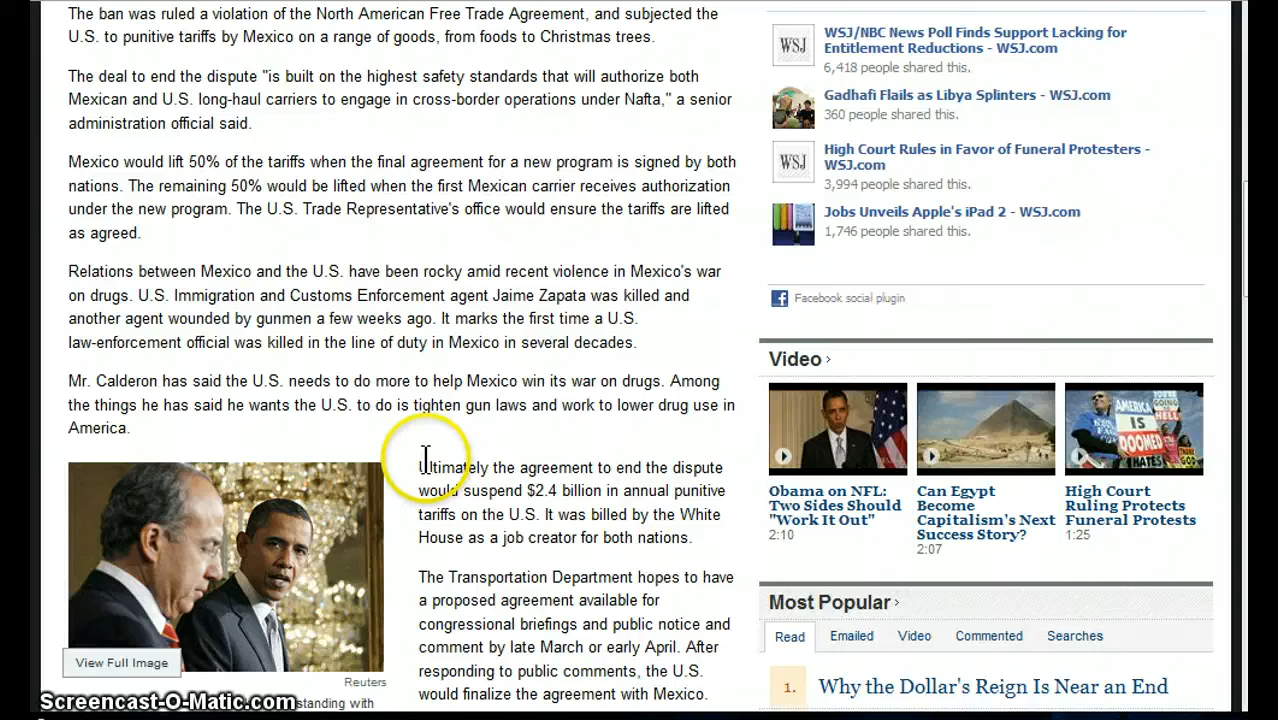 The ban was ruled a violation of the North American Free Trade Agreement, and subjected the
U.S. to punitive tariffs by Mexico on a range of goods, from foods to Christmas trees.
The deal to end the dispute "is built on the highest safety standards that will authorize both
Mexican and U.S. long-haul carriers to engage in cross-border operations under Nafta," a senior
administration official said.
Mexico would lift 50% of the tariffs when the final agreement for a new program is signed by both
nations. The remaining 50% would be lifted when the first Mexican carrier receives authorization
under the new program. The U.S. Trade Representative's office would ensure the tariffs are lifted
as agreed.
Relations between Mexico and the U.S. have been rocky amid recent violence in Mexico's war
on drugs. U.S. Immigration and Customs Enforcement agent Jaime Zapata was killed and
another agent wounded by gunmen a few weeks ago. It marks the first time a U.S.
law-enforcement official was killed in the line of duty in Mexico in several decades.
Mr. Calderon has said the U.S. needs to do more to help Mexico win its war on drugs. Among
the things he has said he wants the U.S. to do is tighten gun laws and work to lower drug use in
America.
Ultimately the agreement to end the dispute
would suspend $2.4 billion in annual punitive
tariffs on the U.S. It was billed by the White
House as a job creator for both nations.
The Transportation Department hopes to have
a proposed agreement available for
congressional briefings and public notice and
comment by late March or early April. After
responding to public comments, the U.S.
would finalize the agreement with Mexico.
View Full Image
Reuters
standing with
Screencast-O-Matic.com
WSJ
WSJ/NBC News Poll Finds Support Lacking for
Entitlement Reductions - WSJ.com
6,418 people shared this.
Gadhafi Flails as Libya Splinters - WSJ.com
360 people shared this.
WSJ
High Court Rules in Favor of Funeral Protesters -
WSJ.com
3,994 people shared this.
Jobs Unveils Apple's iPad 2 - WSJ.com
1,746 people shared this.
Facebook social plugin
Video
AMERICA
IS
DOOMED
Obama on NFL:
Two Sides Should
"Work It Out"
2:10
Can Egypt
Become
Capitalism's Next
Success Story?
2:07
High Court
Ruling Protects
Funeral Protests
1:25
Most Popular
Read Emailed Video Commented Searches
1. Why the Dollar's Reign Is Near an End